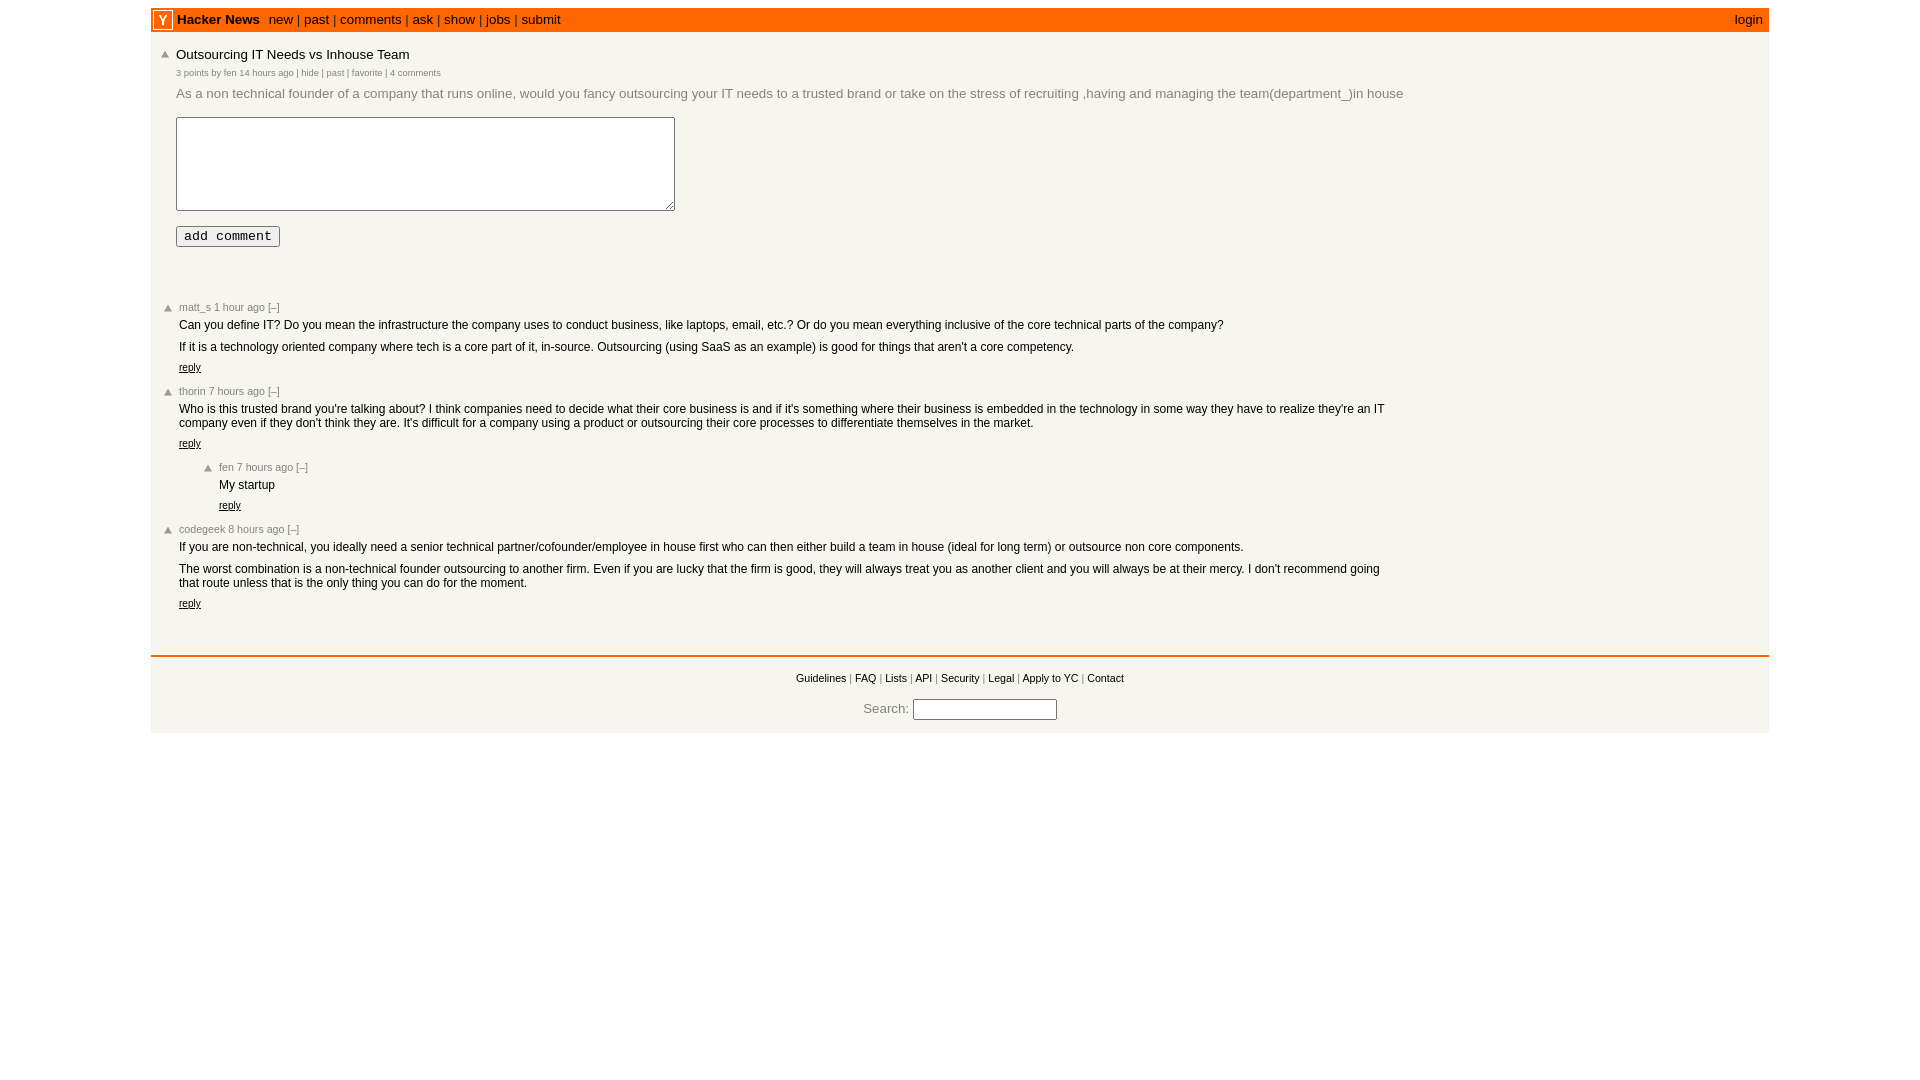 Y Hacker News new | past | comments | ask | show | jobs | submit login
Outsourcing IT Needs vs Inhouse Team
3 points by fen 14 hours ago | hide | past | favorite | 4 comments
As a non technical founder of a company that runs online, would you fancy outsourcing your IT needs to a trusted brand or take on the stress of recruiting ,having and managing the team(department_)in house
add comment
matt_s 1 hour ago [–]
Can you define IT? Do you mean the infrastructure the company uses to conduct business, like laptops, email, etc.? Or do you mean everything inclusive of the core technical parts of the company?
If it is a technology oriented company where tech is a core part of it, in-source. Outsourcing (using SaaS as an example) is good for things that aren't a core competency.
reply
thorin 7 hours ago [–]
Who is this trusted brand you're talking about? I think companies need to decide what their core business is and if it's something where their business is embedded in the technology in some way they have to realize they're an IT
company even if they don't think they are. It's difficult for a company using a product or outsourcing their core processes to differentiate themselves in the market.
reply
fen 7 hours ago [–]
My startup
reply
codegeek 8 hours ago [–]
If you are non-technical, you ideally need a senior technical partner/cofounder/employee in house first who can then either build a team in house (ideal for long term) or outsource non core components.
The worst combination is a non-technical founder outsourcing to another firm. Even if you are lucky that the firm is good, they will always treat you as another client and you will always be at their mercy. I don't recommend going
that route unless that is the only thing you can do for the moment.
reply
Guidelines | FAQ | Lists | API | Security | Legal | Apply to YC | Contact
Search: